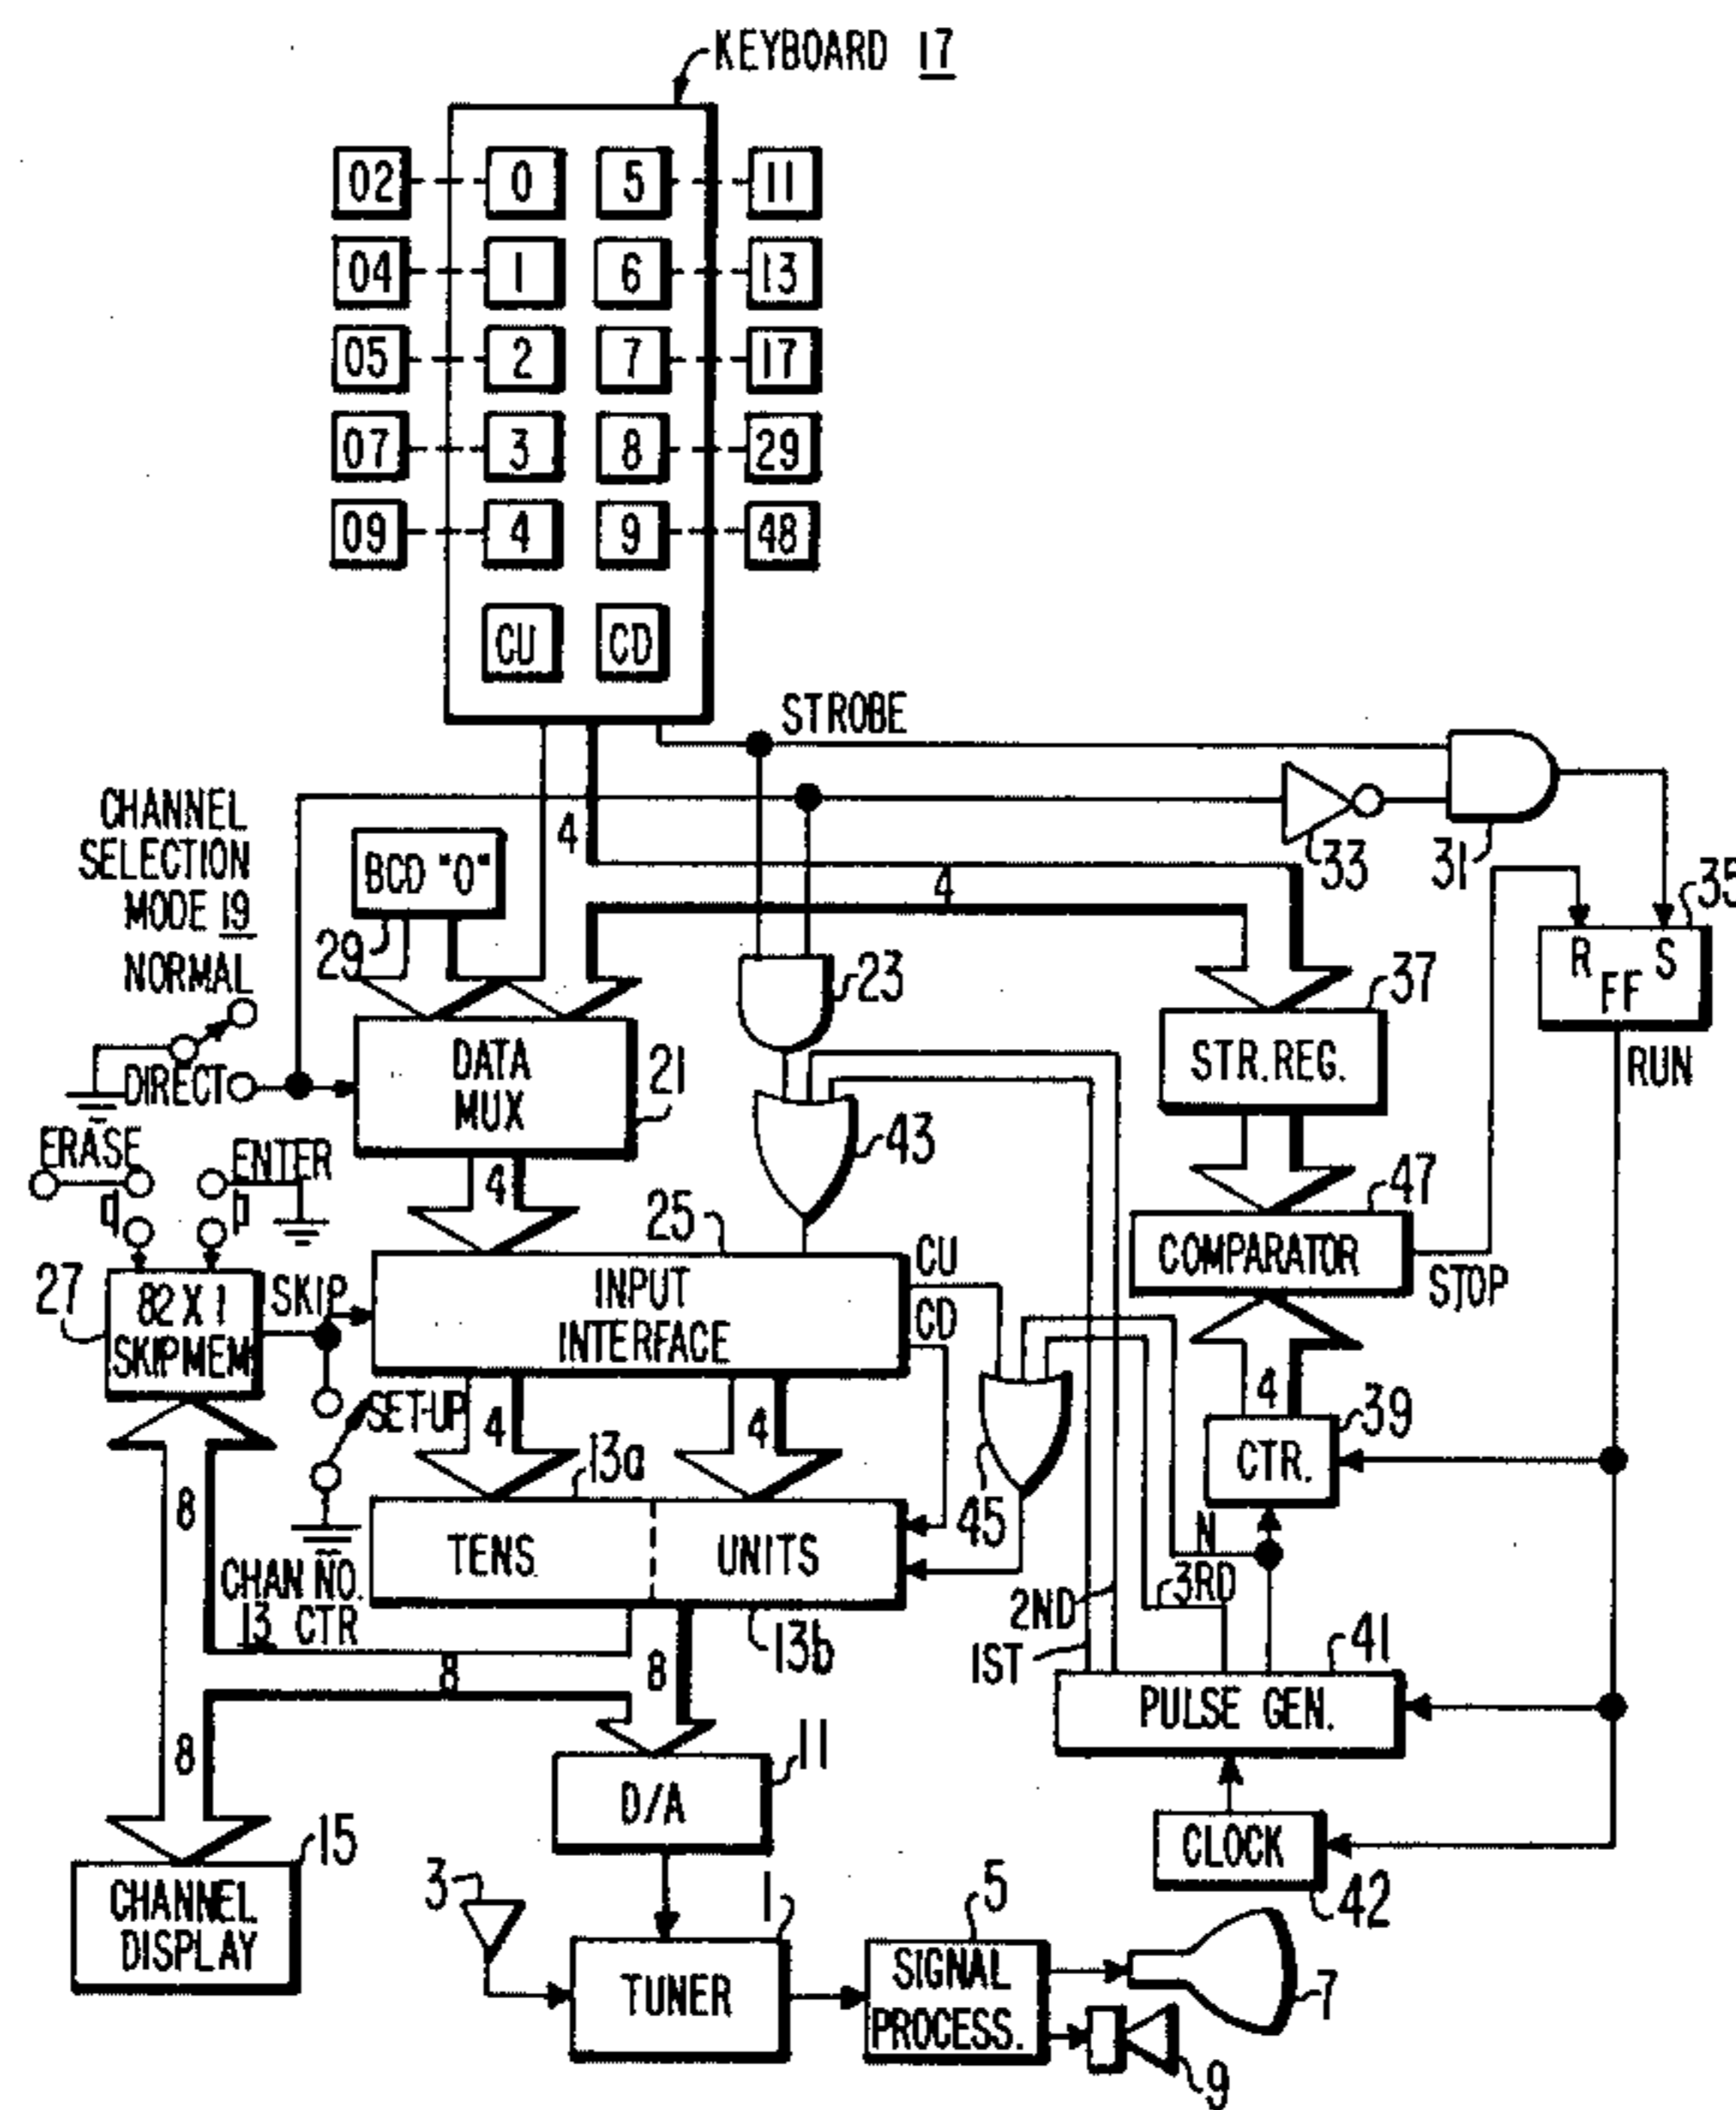 KEYBOARD 17
02 0 5 11
04 1 6 13
05 2 7 17
07 3 8 29
09 4 9 48
CU CD
STROBE
CHANNEL
SELECTION
MODE 19
NORMAL
DIRECT
BCD "0"
29
4
4
33
31
35
R S
FF
RUN
23
37
STR. REG.
DATA
MUX
21
43
47
COMPARATOR
STOP
ERASE
ENTER
4
25
27
82 X 1
SKIP MEM
SKIP
INPUT
INTERFACE
CU
CD
SET-UP
4
4
13a
45
4
39
CTR.
TENS
UNITS
N
3RD
2ND
1ST
8
CHAN NO.
13 CTR
13b
8
8
41
PULSE GEN.
8
11
D/A
CLOCK
42
15
CHANNEL
DISPLAY
3
1
TUNER
5
SIGNAL
PROCESS.
7
9